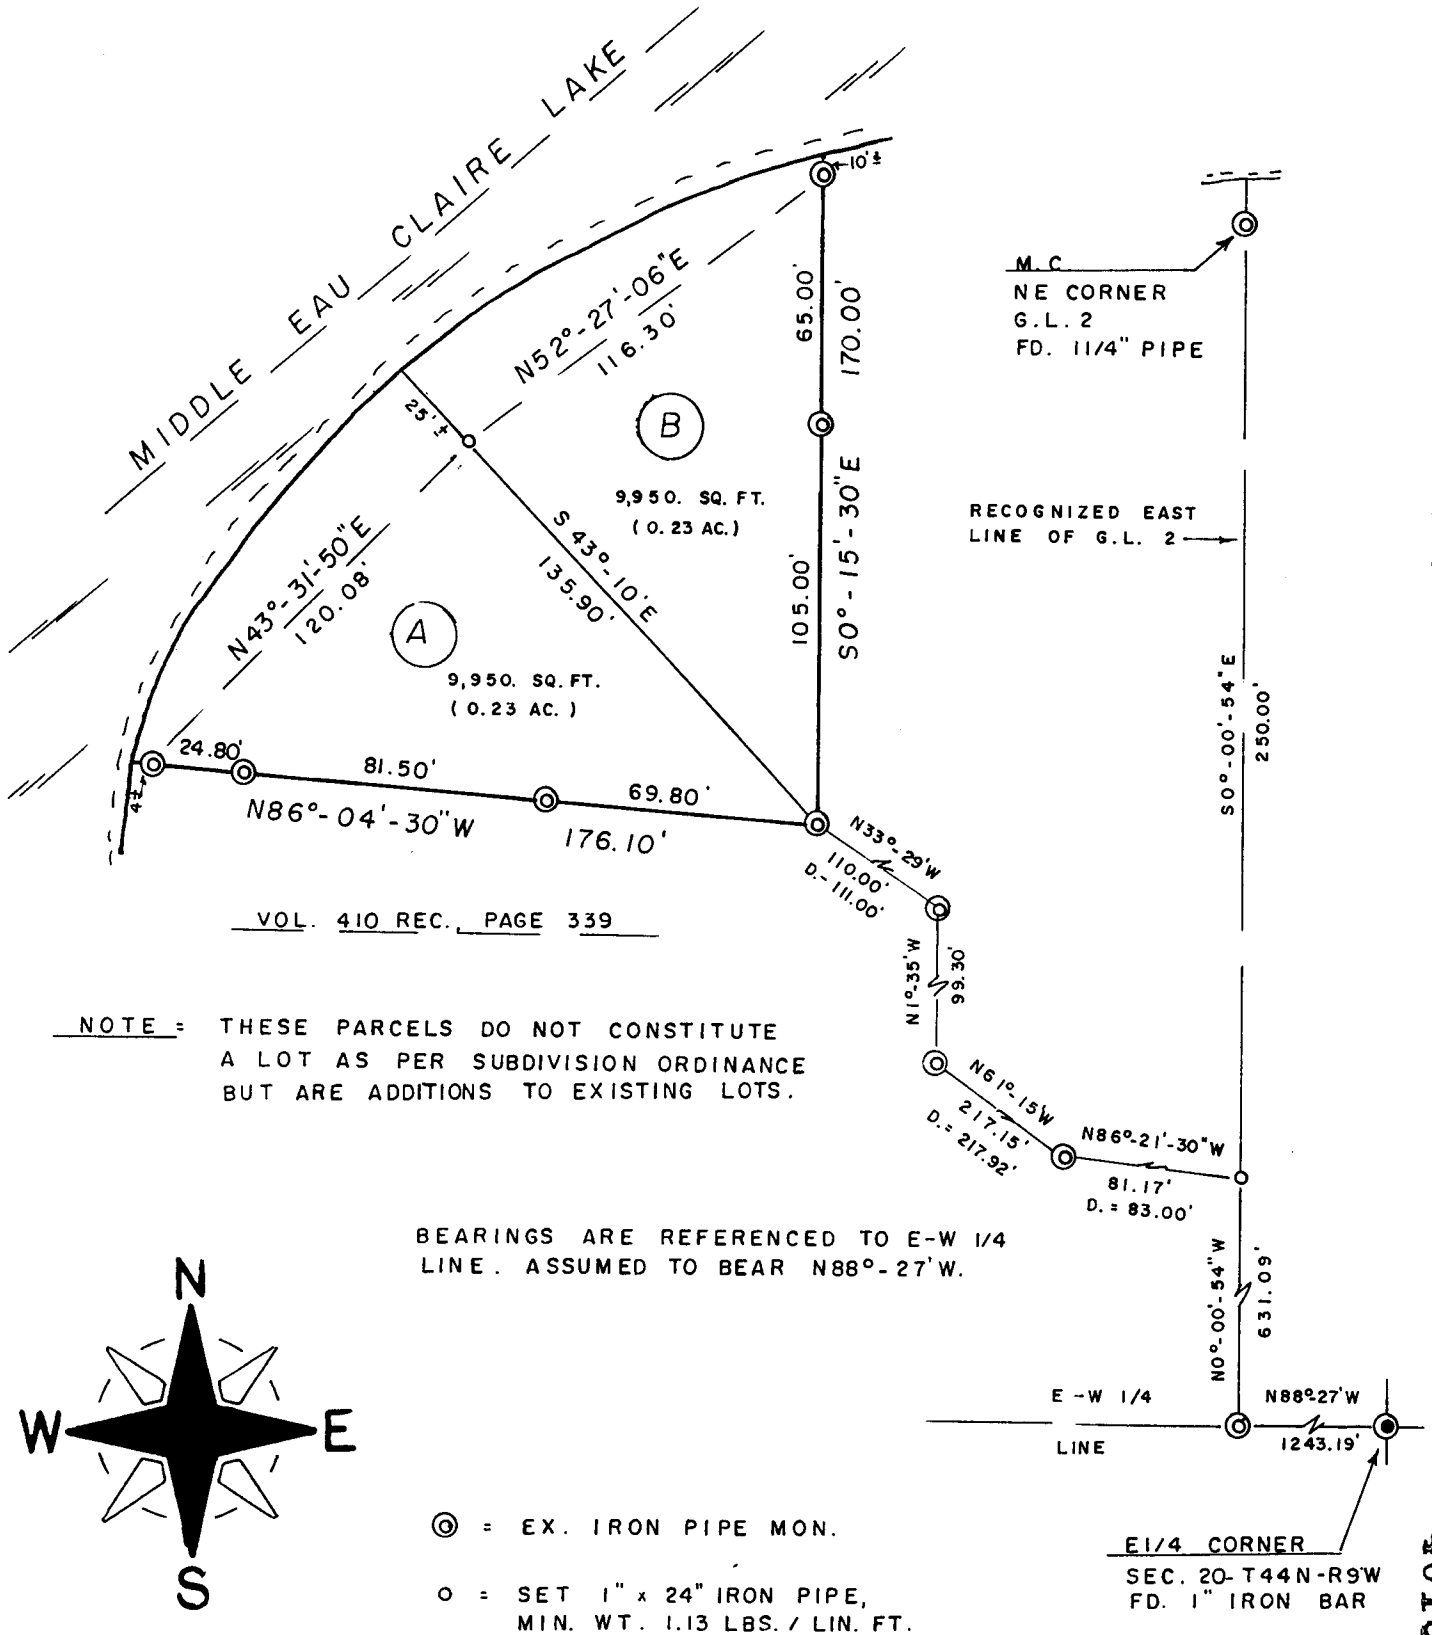 MIDDLE EAU CLAIRE LAKE
10'±
N52°-27'-06"E
116.30'
65.00'
170.00'
25'±
B
9,950. SQ. FT.
(0.23 AC.)
S 43°-10'E
135.90'
105.00'
S0°-15'-30"E
N43°-31'-50"E
120.08'
A
9,950. SQ. FT.
(0.23 AC.)
24.80'
4'±
81.50'
69.80'
N86°-04'-30"W
176.10'
M.C
NE CORNER
G.L. 2
FD. 11/4" PIPE
RECOGNIZED EAST
LINE OF G.L. 2
S0°-00'-54"E
250.00'
N33°-29'W
110.00'
D.-111.00'
N1°-35'W
99.30'
N61°-15'W
217.15'
D.= 217.92'
N86°-21'-30"W
81.17'
D.= 83.00'
N0°-00'-54"W
631.09'
VOL. 410 REC., PAGE 339
NOTE = THESE PARCELS DO NOT CONSTITUTE
A LOT AS PER SUBDIVISION ORDINANCE
BUT ARE ADDITIONS TO EXISTING LOTS.
BEARINGS ARE REFERENCED TO E-W 1/4
LINE. ASSUMED TO BEAR N88°-27'W.
E-W 1/4
LINE
N88°-27'W
1243.19'
N
W
E
S
= EX. IRON PIPE MON.
= SET 1" x 24" IRON PIPE,
MIN. WT. 1.13 LBS. / LIN. FT.
E1/4 CORNER
SEC. 20-T44N-R9W
FD. 1" IRON BAR